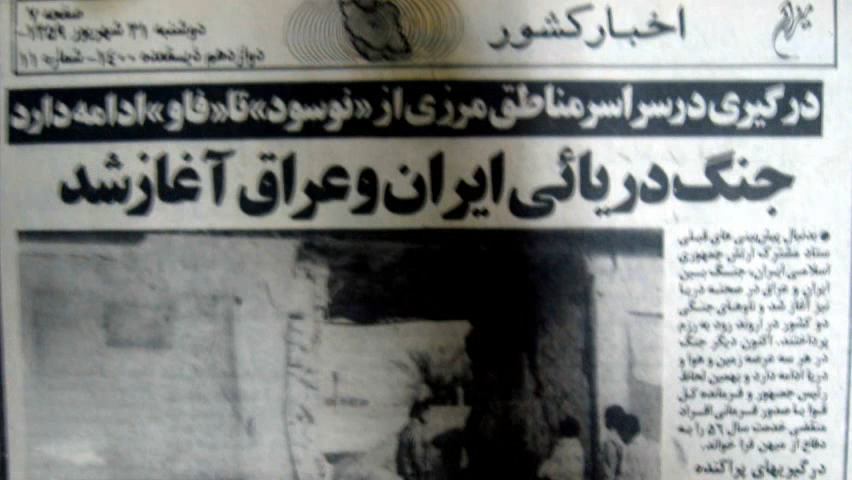 میزان
اخبار کشور
صفحه ۲
دوشنبه ۳۱ شهریور ۱۳۵۹-
دوازدهم ذیقعده ۱۴۰۰- شماره ۱۱
درگیری در سراسر مناطق مرزی از «نوسود» تا «فاو» ادامه دارد
جنگ دریائی ایران و عراق آغاز شد
● بدنبال پیش‌بینی های قبلی
ستاد مشترک ارتش جمهوری
اسلامی ایران، جنگ بین
ایران و عراق در صحنه دریا
نیز آغاز شد و ناوهای جنگی
دو کشور در اروند رود به رزم
پرداختند. اکنون دیگر جنگ
در هر سه عرصه زمین و هوا و
دریا ادامه دارد و بهمین لحاظ
رئیس جمهور و فرمانده کل
قوا با صدور فرمانی افراد
منقضی خدمت سال ۵۶ را به
دفاع از میهن فرا خواند.
درگیریهای پراکنده